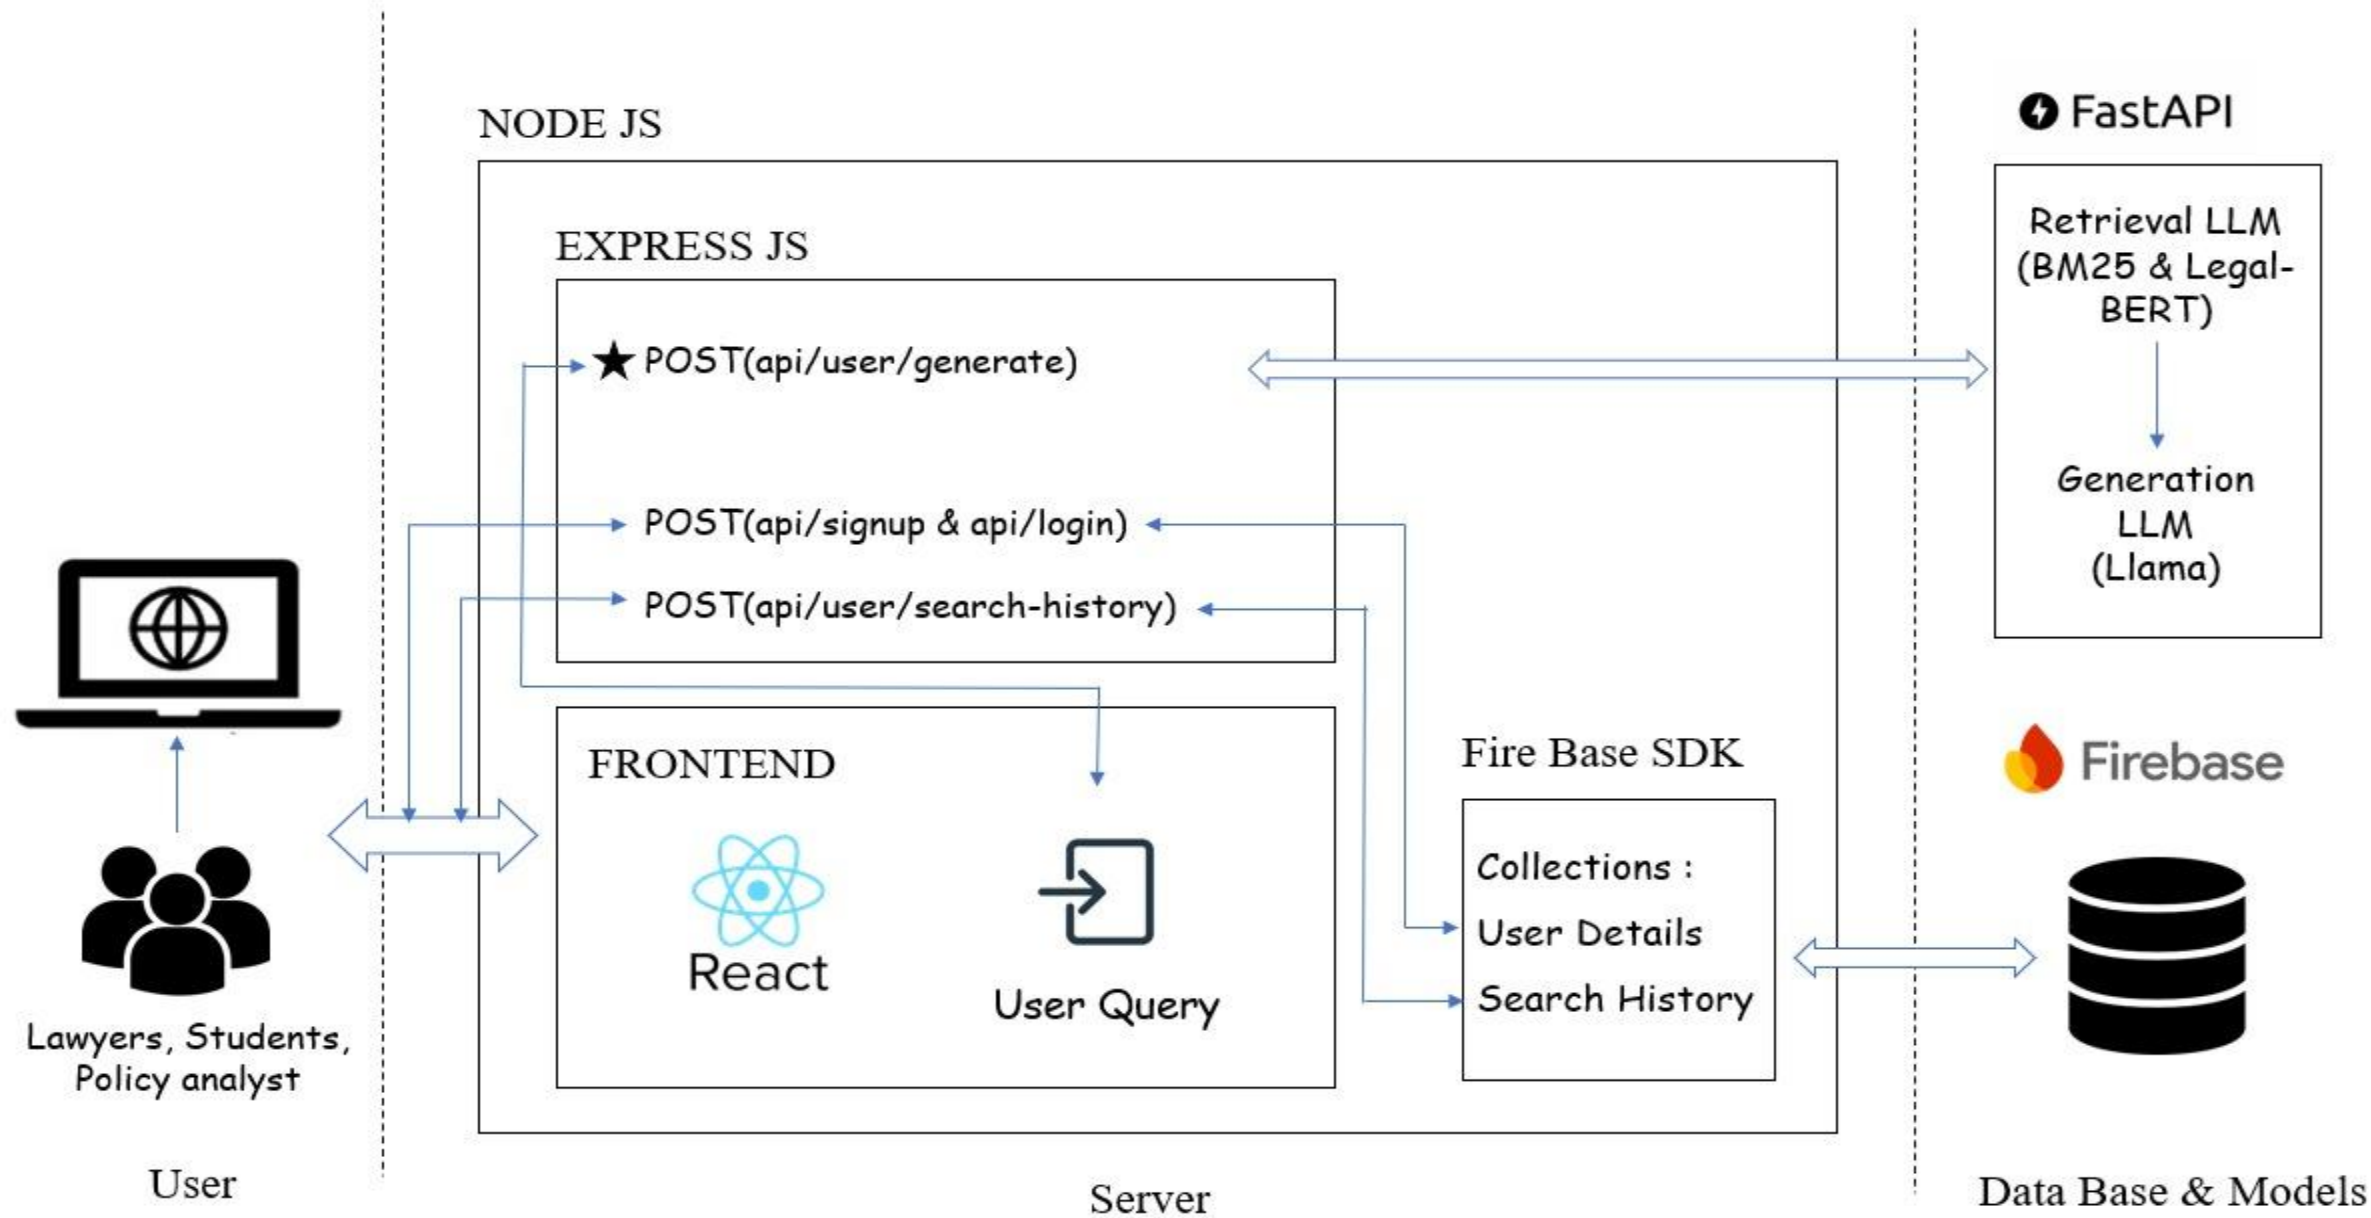 NODE JS
EXPRESS JS
POST(api/user/generate)
POST(api/signup & api/login)
POST(api/user/search-history)
FRONTEND
React
User Query
Fire Base SDK
Collections :
User Details
Search History
FastAPI
Retrieval LLM
(BM25 & Legal-
BERT)
Generation
LLM
(Llama)
Firebase
Lawyers, Students,
Policy analyst
User
Server
Data Base & Models